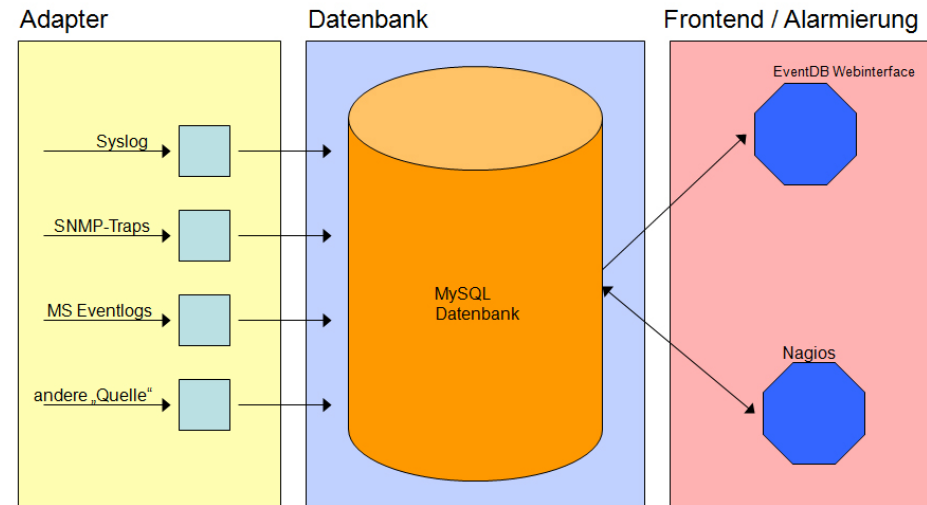 Adapter
Datenbank
Frontend / Alarmierung
EventDB Webinterface
Syslog
SNMP-Traps
MS Eventlogs
andere „Quelle“
MySQL
Datenbank
Nagios